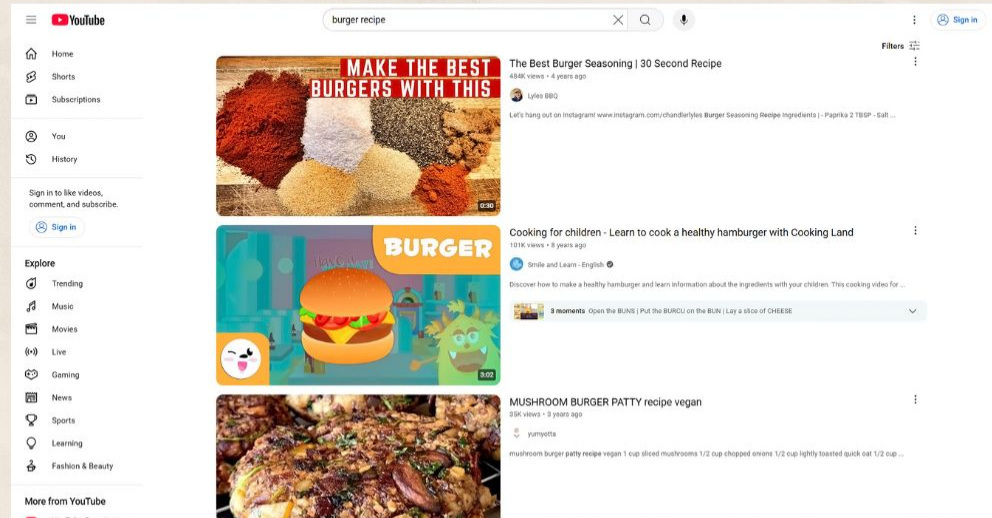 YouTube
burger recipe
Sign in
Filters
Home
Shorts
Subscriptions
You
History
Sign in to like videos,
comment, and subscribe.
Sign in
Explore
Trending
Music
Movies
Live
Gaming
News
Sports
Learning
Fashion & Beauty
More from YouTube
MAKE THE BEST
BURGERS WITH THIS
0:30
The Best Burger Seasoning | 30 Second Recipe
484K views • 4 years ago
Lyles BBQ
Let's hang out on Instagram! www.instagram.com/chandlerlyles Burger Seasoning Recipe Ingredients | - Paprika 2 TBSP - Salt ...
BURGER
3:02
Cooking for children - Learn to cook a healthy hamburger with Cooking Land
101K views • 8 years ago
Smile and Learn - English
Discover how to make a healthy hamburger and learn information about the ingredients with your children. This cooking video for ...
3 moments Open the BUNS | Put the BURCU on the BUN | Lay a slice of CHEESE
MUSHROOM BURGER PATTY recipe vegan
35K views • 3 years ago
yumyotta
mushroom burger patty recipe vegan 1 cup sliced mushrooms 1/2 cup chopped onions 1/2 cup lightly toasted quick oat 1/2 cup ...